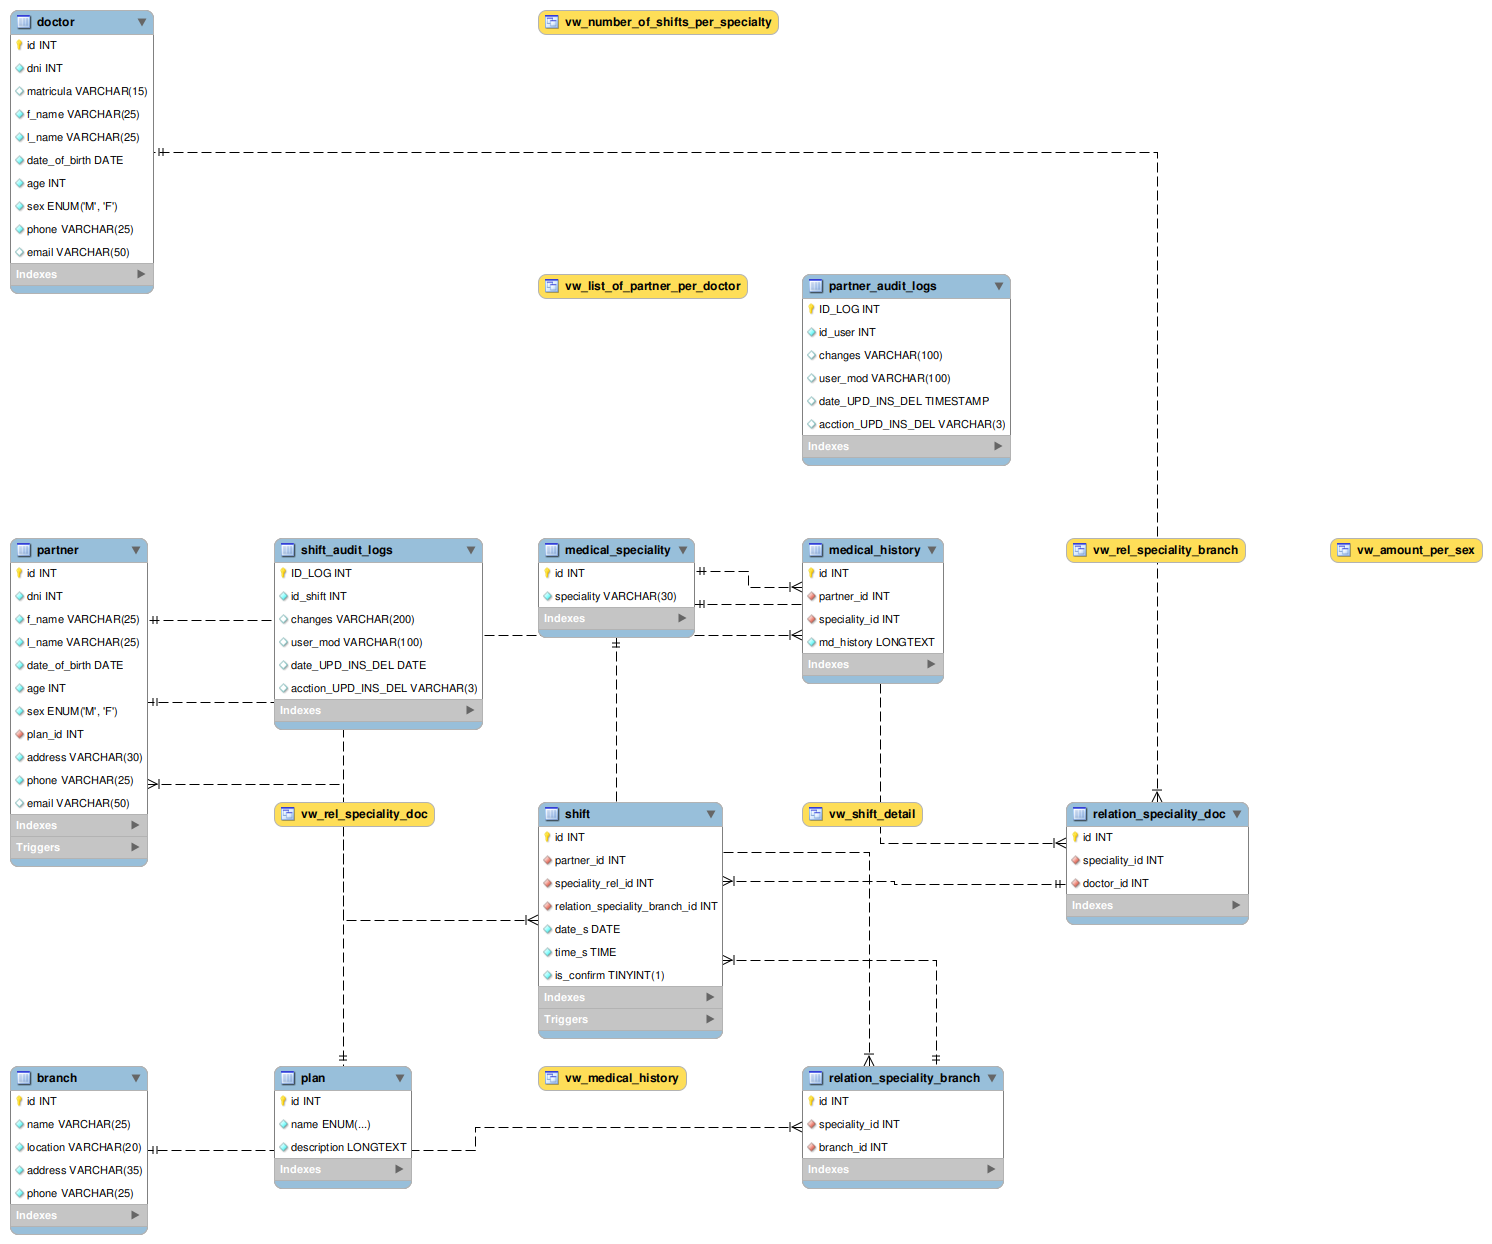 doctor
id INT
dni INT
matricula VARCHAR(15)
f_name VARCHAR(25)
l_name VARCHAR(25)
date_of_birth DATE
age INT
sex ENUM('M', 'F')
phone VARCHAR(25)
email VARCHAR(50)
Indexes
vw_number_of_shifts_per_specialty
vw_list_of_partner_per_doctor
partner_audit_logs
ID_LOG INT
id_user INT
changes VARCHAR(100)
user_mod VARCHAR(100)
date_UPD_INS_DEL TIMESTAMP
acction_UPD_INS_DEL VARCHAR(3)
Indexes
partner
id INT
dni INT
f_name VARCHAR(25)
l_name VARCHAR(25)
date_of_birth DATE
age INT
sex ENUM('M', 'F')
plan_id INT
address VARCHAR(30)
phone VARCHAR(25)
email VARCHAR(50)
Indexes
Triggers
shift_audit_logs
ID_LOG INT
id_shift INT
changes VARCHAR(200)
user_mod VARCHAR(100)
date_UPD_INS_DEL DATE
acction_UPD_INS_DEL VARCHAR(3)
Indexes
medical_speciality
id INT
speciality VARCHAR(30)
Indexes
medical_history
id INT
partner_id INT
speciality_id INT
md_history LONGTEXT
Indexes
vw_rel_speciality_branch
vw_amount_per_sex
vw_rel_speciality_doc
shift
id INT
partner_id INT
speciality_rel_id INT
relation_speciality_branch_id INT
date_s DATE
time_s TIME
is_confirm TINYINT(1)
Indexes
Triggers
vw_shift_detail
relation_speciality_doc
id INT
speciality_id INT
doctor_id INT
Indexes
branch
id INT
name VARCHAR(25)
location VARCHAR(20)
address VARCHAR(35)
phone VARCHAR(25)
Indexes
plan
id INT
name ENUM(...)
description LONGTEXT
Indexes
vw_medical_history
relation_speciality_branch
id INT
speciality_id INT
branch_id INT
Indexes